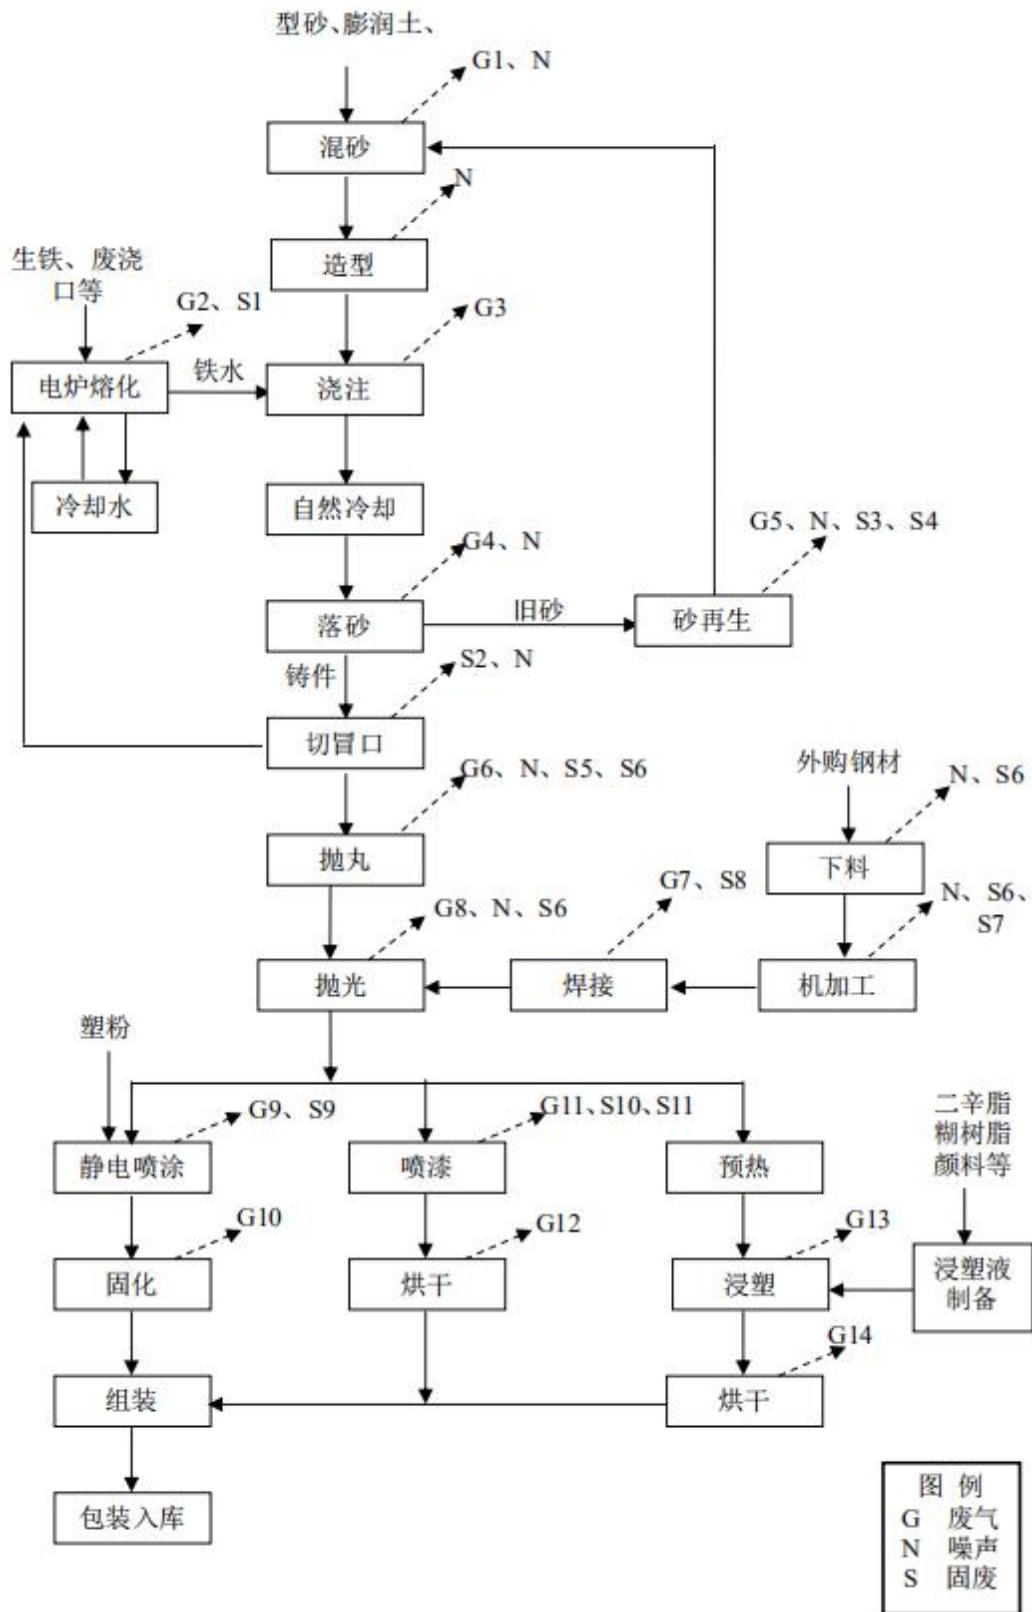 型砂、膨润土、
G1、N
混砂
N
造型
生铁、废浇
口等
G2、S1
G3
电炉熔化
铁水
浇注
冷却水
自然冷却
G5、N、S3、S4
G4、N
落砂
旧砂
砂再生
铸件
S2、N
切冒口
外购钢材
G6、N、S5、S6
N、S6
抛丸
下料
G7、S8
G8、N、S6
N、S6、
S7
抛光
焊接
机加工
塑粉
G9、S9
G11、S10、S11
二辛脂
糊树脂
颜料等
静电喷涂
喷漆
预热
G10
G12
G13
固化
烘干
浸塑
浸塑液
制备
G14
组装
烘干
包装入库
图 例
G 废气
N 噪声
S 固废